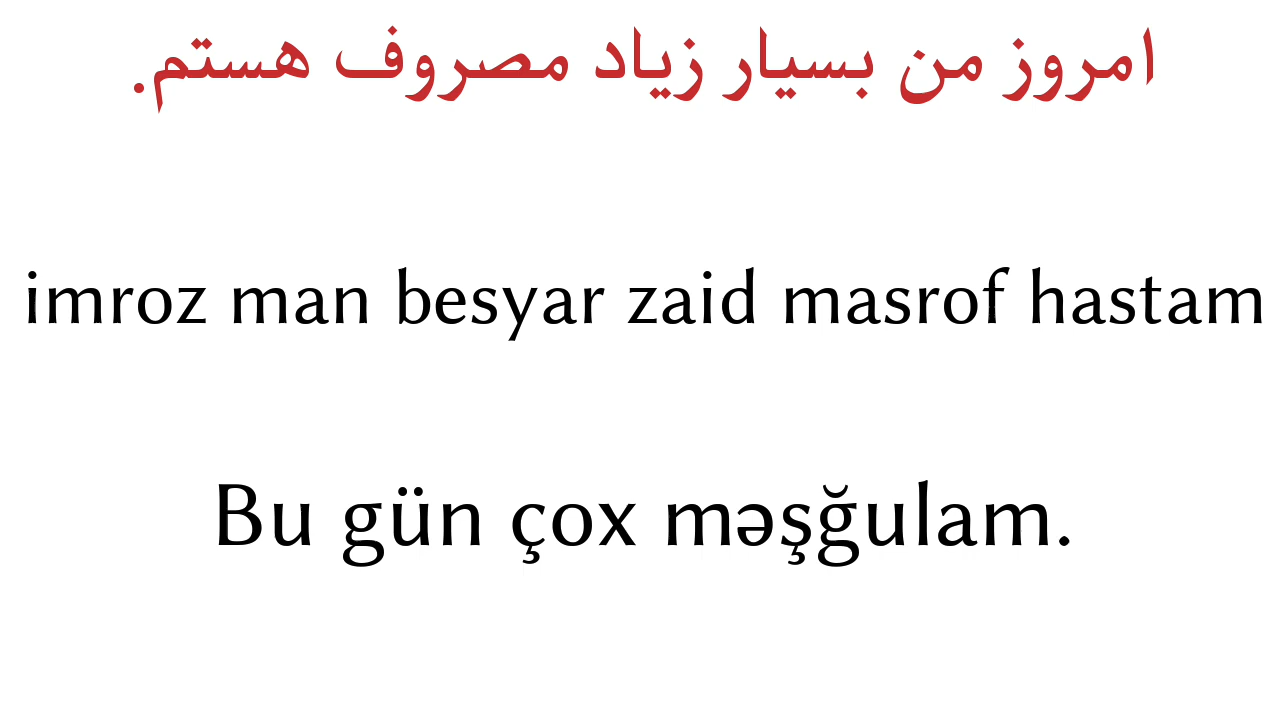 امروز من بسیار زیاد مصروف هستم.
imroz man besyar zaid masrof hastam
Bu gün çox məşğulam.